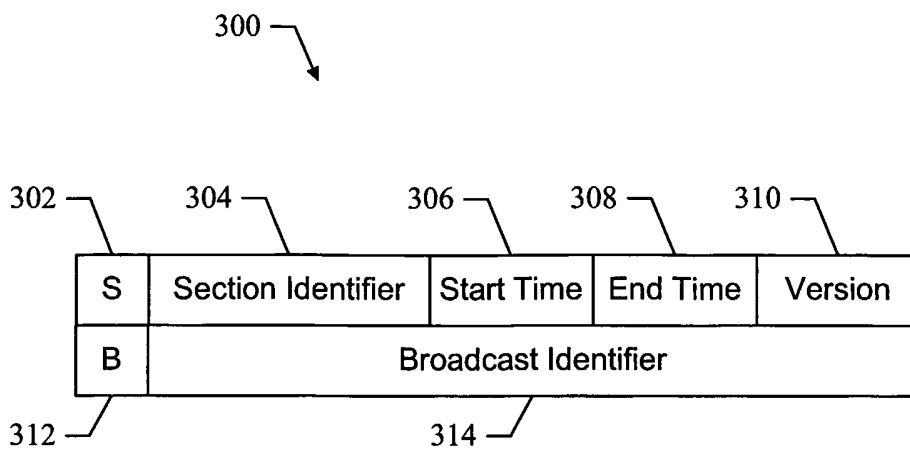 300
302 304 306 308 310
S Section Identifier Start Time End Time Version
B Broadcast Identifier
312 314